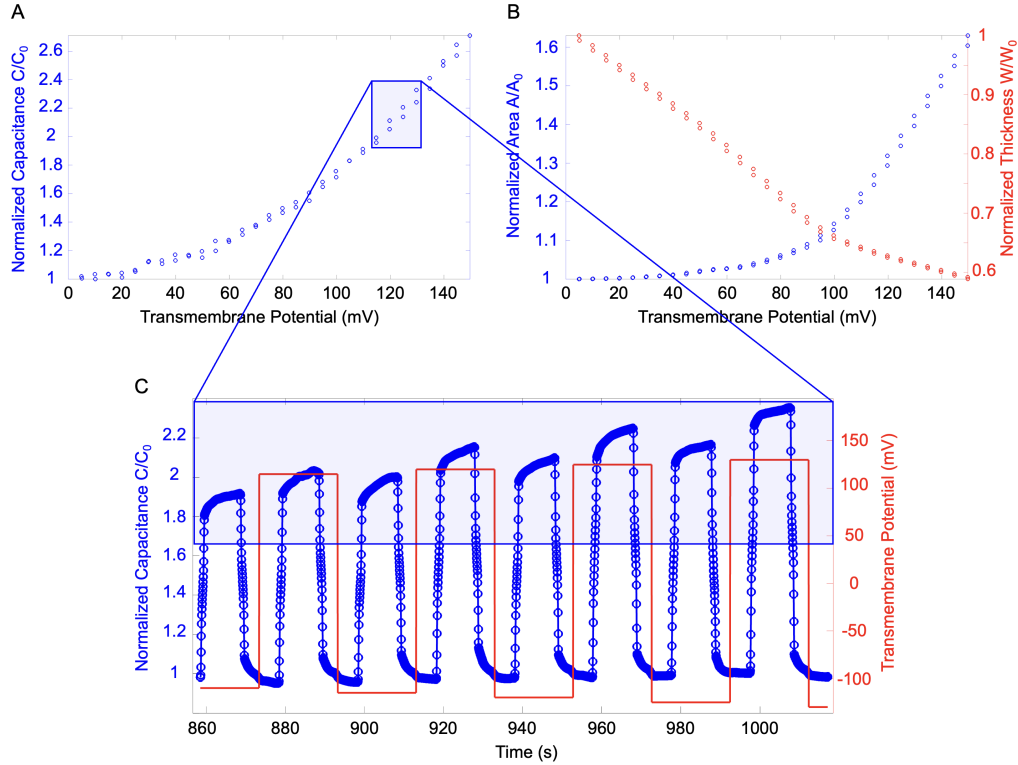 A
B
Normalized Capacitance C/C0
2.6
2.4
2.2
2
1.8
1.6
1.4
1.2
1
0 20 40 60 80 100 120 140
Transmembrane Potential (mV)
Normalized Area A/A0
1.6
1.5
1.4
1.3
1.2
1.1
1
0 20 40 60 80 100 120 140
Transmembrane Potential (mV)
1
0.9
0.8
0.7
0.6
Normalized Thickness W/W0
C
Normalized Capacitance C/C0
2.2
2
1.8
1.6
1.4
1.2
1
860 880 900 920 940 960 980 1000
Time (s)
150
100
50
0
-50
-100
Transmembrane Potential (mV)